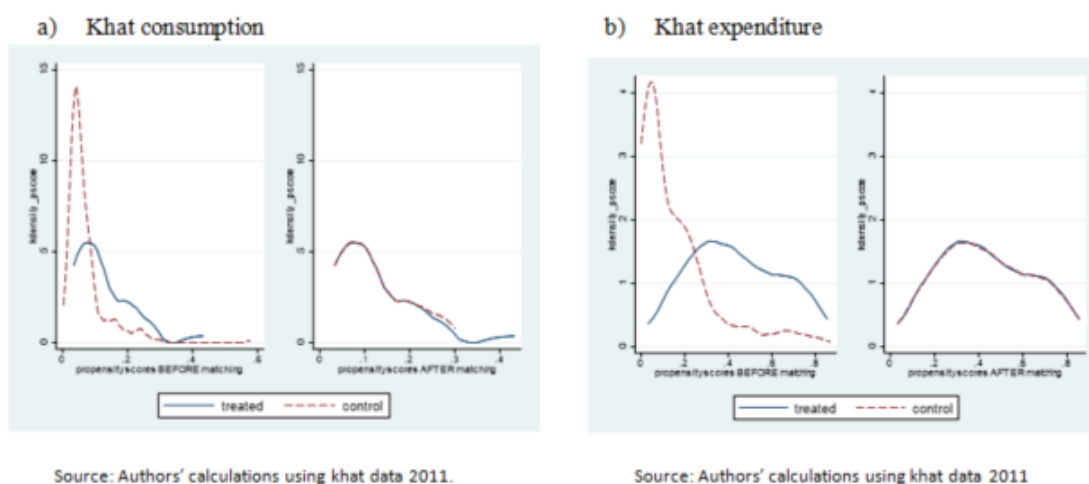 a) Khat consumption
15
10
5
0
kdensity_pscore
0 .2 .4 .6
propensityscores BEFORE matching
15
10
5
0
kdensity_pscore
0 .1 .2 .3 .4
propensityscores AFTER matching
treated control
Source: Authors' calculations using khat data 2011.
b) Khat expenditure
4
3
2
1
0
kdensity_pscore
0 .2 .4 .6 .8
propensityscores BEFORE matching
4
3
2
1
0
kdensity_pscore
0 .2 .4 .6 .8
propensityscores AFTER matching
treated control
Source: Authors' calculations using khat data 2011